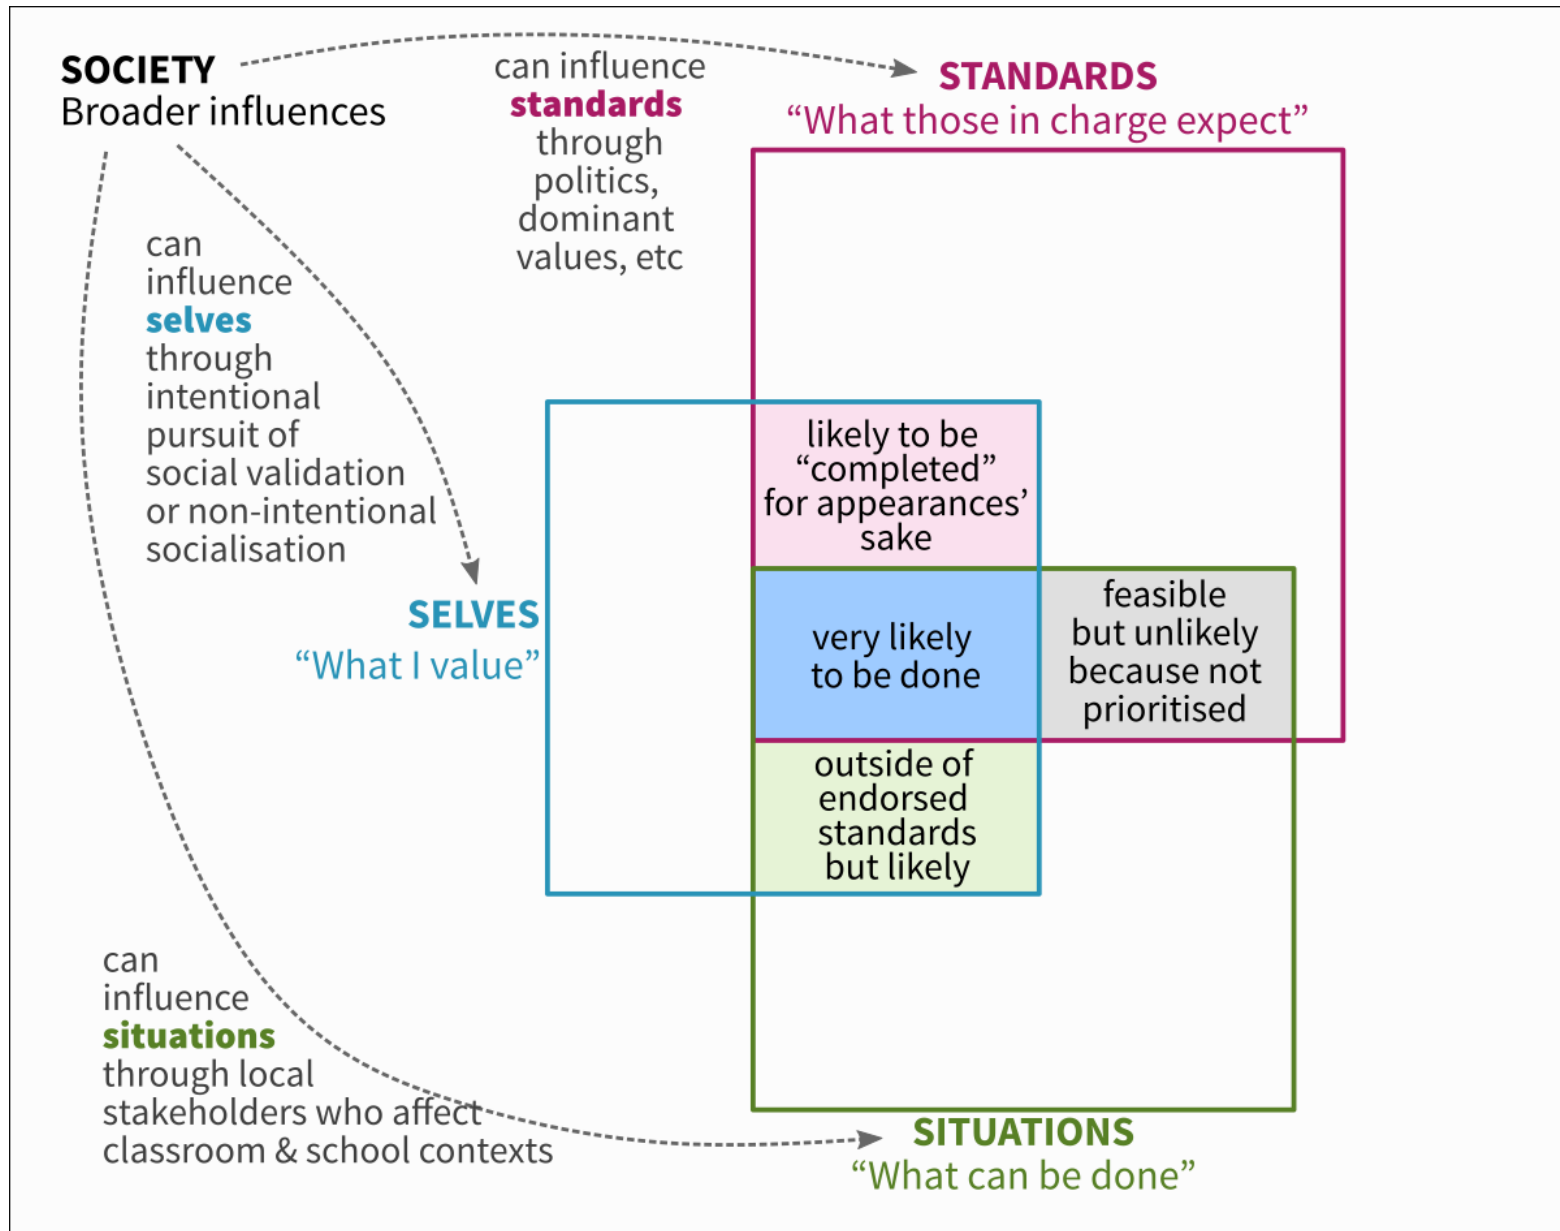 SOCIETY
Broader influences
can influence
standards
through
politics,
dominant
values, etc
STANDARDS
“What those in charge expect”
can
influence
selves
through
intentional
pursuit of
social validation
or non-intentional
socialisation
SELVES
“What I value”
likely to be
“completed”
for appearances’
sake
very likely
to be done
feasible
but unlikely
because not
prioritised
outside of
endorsed
standards
but likely
can
influence
situations
through local
stakeholders who affect
classroom & school contexts
SITUATIONS
“What can be done”